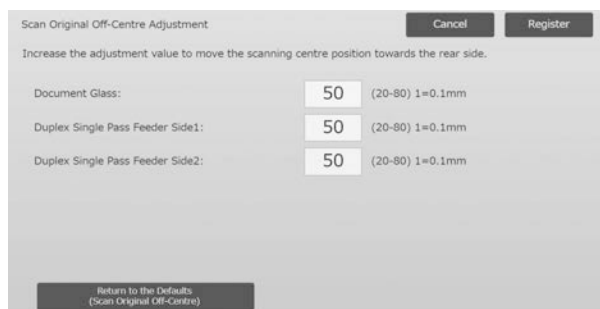 Scan Original Off-Centre Adjustment Cancel Register
Increase the adjustment value to move the scanning centre position towards the rear side.
Document Glass: 50 (20-80) 1=0.1mm
Duplex Single Pass Feeder Side1: 50 (20-80) 1=0.1mm
Duplex Single Pass Feeder Side2: 50 (20-80) 1=0.1mm
Return to the Defaults
(Scan Original Off-Centre)